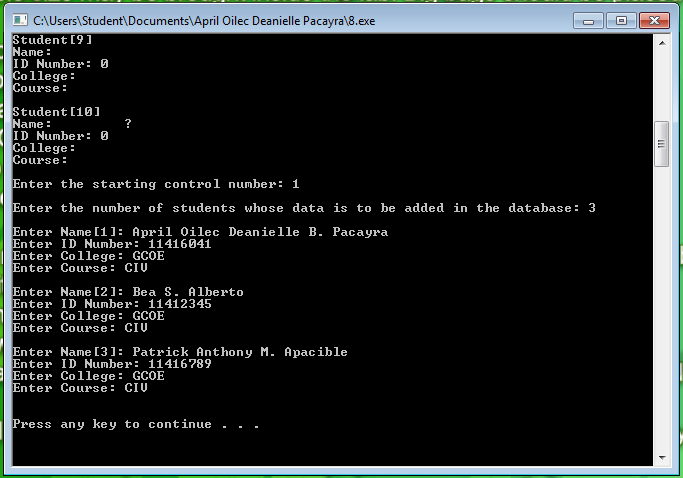 C:\Users\Student\Documents\April Oilec Deanielle Pacayra\8.exe
Student[9]
Name:
ID Number: 0
College:
Course:
Student[10]
Name:         ?
ID Number: 0
College:
Course:
Enter the starting control number: 1
Enter the number of students whose data is to be added in the database: 3
Enter Name[1]: April Oilec Deanielle B. Pacayra
Enter ID Number: 11416041
Enter College: GCOE
Enter Course: CIV
Enter Name[2]: Bea S. Alberto
Enter ID Number: 11412345
Enter College: GCOE
Enter Course: CIV
Enter Name[3]: Patrick Anthony M. Apacible
Enter ID Number: 11416789
Enter College: GCOE
Enter Course: CIV
Press any key to continue . . .